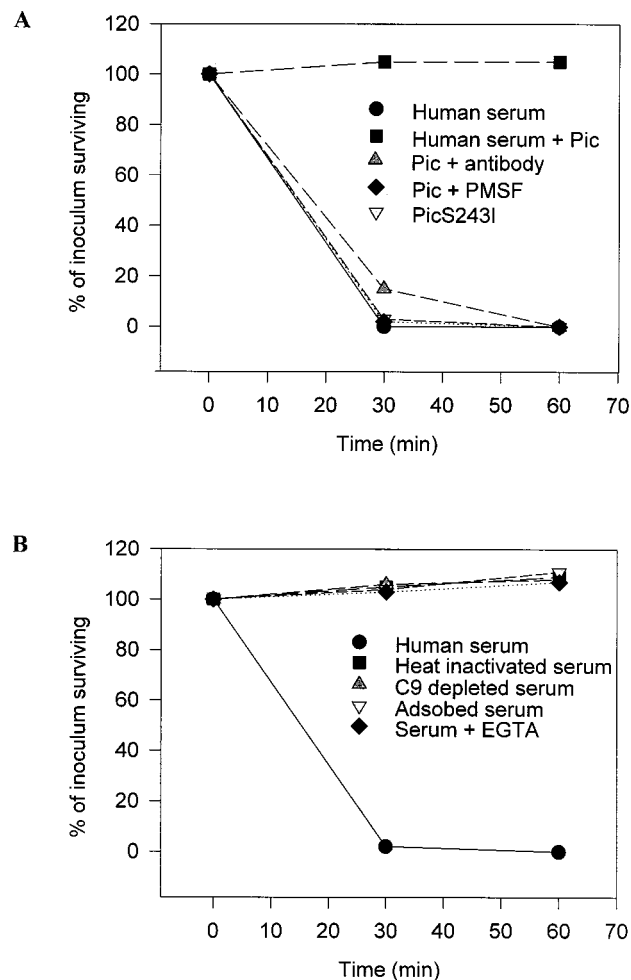 A
120
100
80
60
40
20
0
% of inoculum surviving
Human serum
Human serum + Pic
Pic + antibody
Pic + PMSF
PicS243I
0 10 20 30 40 50 60 70
Time (min)
B
120
100
80
60
40
20
0
% of inoculum surviving
Human serum
Heat inactivated serum
C9 depleted serum
Adsobed serum
Serum + EGTA
0 10 20 30 40 50 60 70
Time (min)